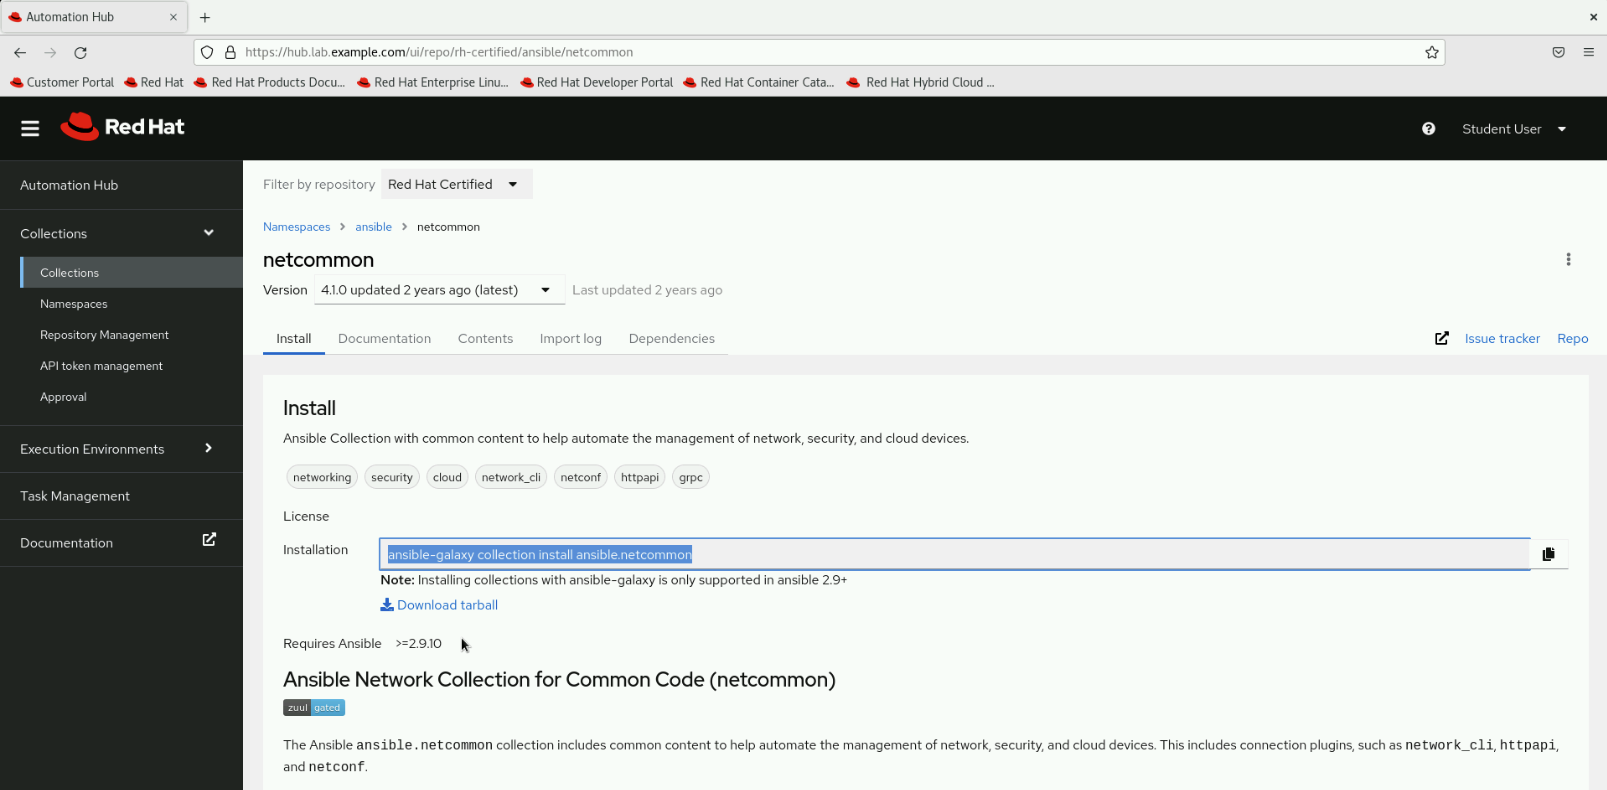 Automation Hub
https://hub.lab.example.com/ui/repo/rh-certified/ansible/netcommon
Customer Portal Red Hat Red Hat Products Docu... Red Hat Enterprise Linu... Red Hat Developer Portal Red Hat Container Cata... Red Hat Hybrid Cloud ...
Red Hat
Student User
Automation Hub
Collections
Collections
Namespaces
Repository Management
API token management
Approval
Execution Environments
Task Management
Documentation
Filter by repository Red Hat Certified
Namespaces > ansible > netcommon
netcommon
Version 4.1.0 updated 2 years ago (latest) Last updated 2 years ago
Install Documentation Contents Import log Dependencies Issue tracker Repo
Install
Ansible Collection with common content to help automate the management of network, security, and cloud devices.
networking security cloud network_cli netconf httpapi grpc
License
Installation ansible-galaxy collection install ansible.netcommon
Note: Installing collections with ansible-galaxy is only supported in ansible 2.9+
Download tarball
Requires Ansible >=2.9.10
Ansible Network Collection for Common Code (netcommon)
zuul gated
The Ansible ansible.netcommon collection includes common content to help automate the management of network, security, and cloud devices. This includes connection plugins, such as network_cli, httpapi,
and netconf.